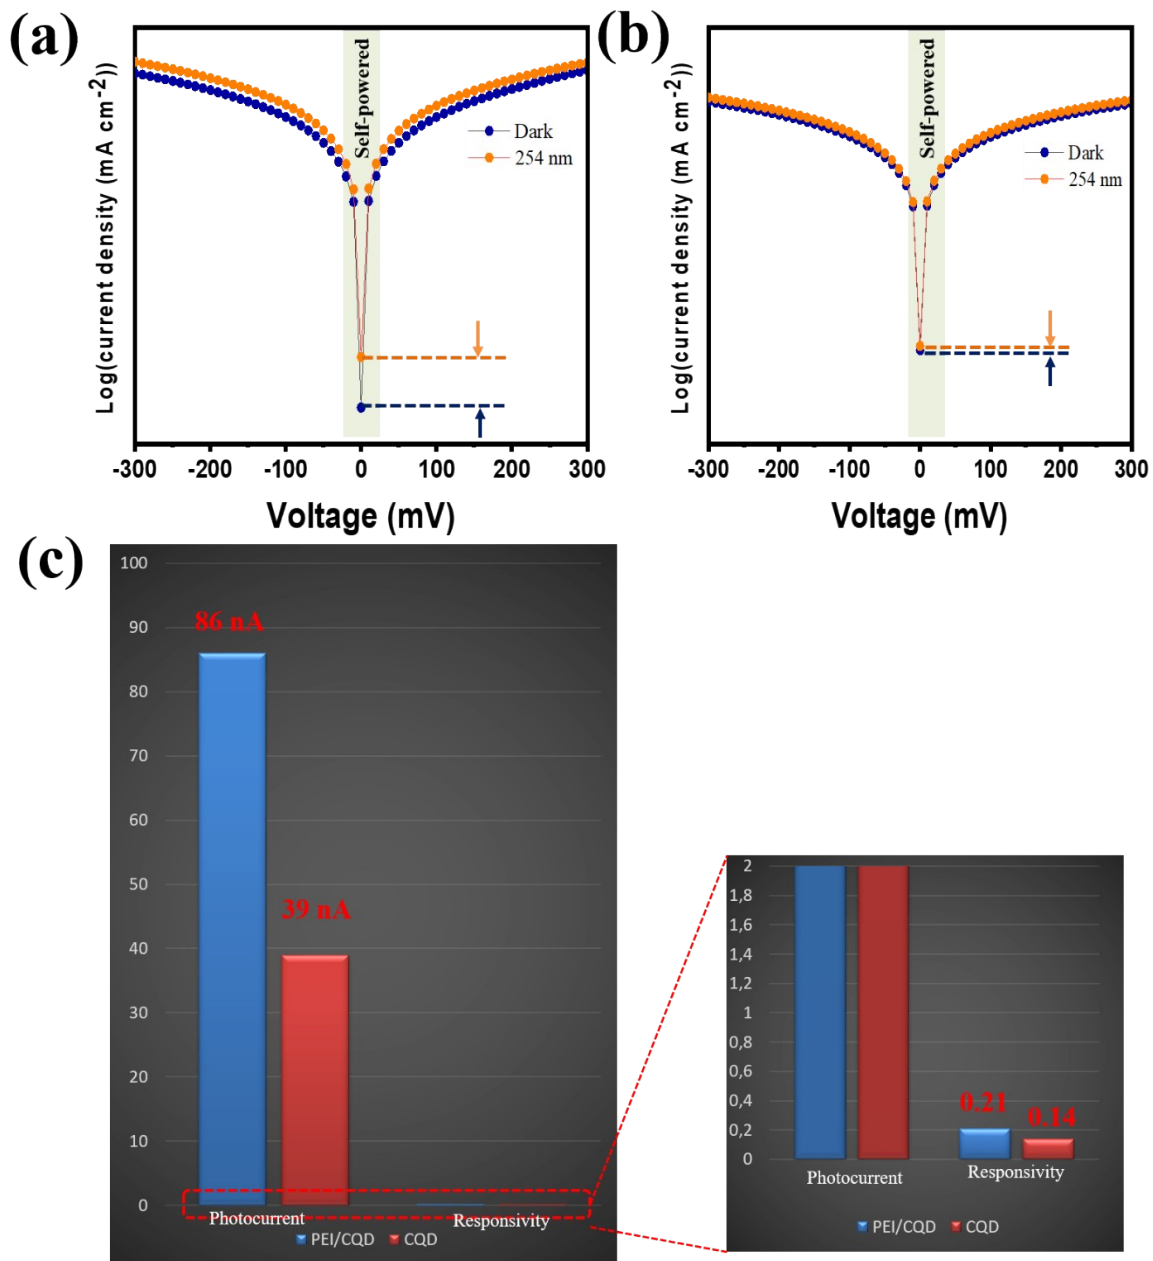 (a)
Log(current density (mA cm-2))
Self-powered
Dark
254 nm
-300 -200 -100 0 100 200 300
Voltage (mV)
(b)
Log(current density (mA cm-2))
Self-powered
Dark
254 nm
-300 -200 -100 0 100 200 300
Voltage (mV)
(c)
100
90
80
70
60
50
40
30
20
10
0
86 nA
39 nA
Photocurrent
Responsivity
PEI/CQD CQD
2
1,8
1,6
1,4
1,2
1
0,8
0,6
0,4
0,2
0
0.21
0.14
Photocurrent
Responsivity
PEI/CQD CQD